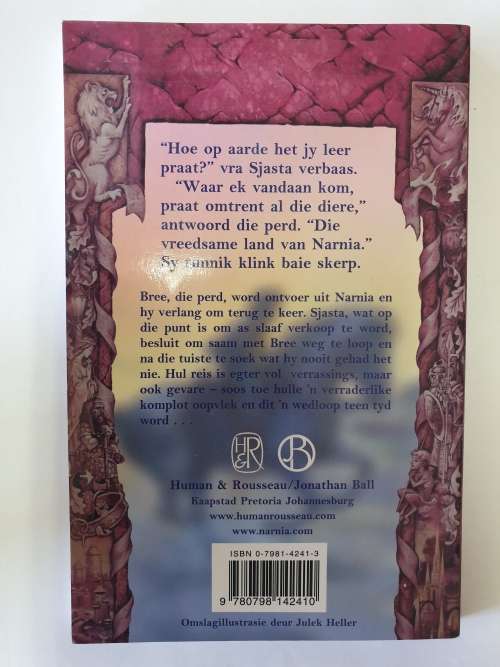 “Hoe op aarde het jy leer
praat?” vra Sjasta verbaas.
“Waar ek vandaan kom,
praat omtrent al die diere,”
antwoord die perd. “Die
vreedsame land van Narnia.”
Sy runnik klink baie skerp.
Bree, die perd, word ontvoer uit Narnia en
hy verlang om terug te keer. Sjasta, wat op
die punt is om as slaaf verkoop te word,
besluit om saam met Bree weg te loop en
na die tuiste te soek wat hy nooit gehad het
nie. Hul reis is egter vol verrassings, maar
ook gevare – soos toe hulle ’n verraderlike
komplot oopvlek en dit ’n wedloop teen tyd
word . . .
H&R JB
Human & Rousseau/Jonathan Ball
Kaapstad Pretoria Johannesburg
www.humanrousseau.com
www.narnia.com
ISBN 0-7981-4241-3
9 780798 142410
Omslagillustrasie deur Julek Heller